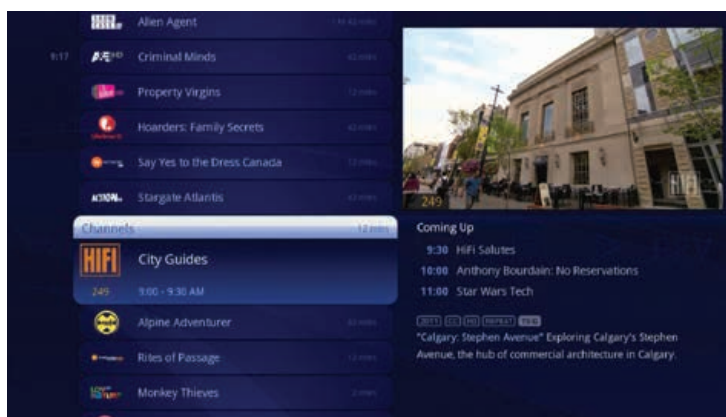 Alien Agent
9:17 A&E HD Criminal Minds
Property Virgins
Hoarders: Family Secrets
Say Yes to the Dress Canada
Stargate Atlantis
Channels 12 mins
HIFI City Guides
249 9:00 - 9:30 AM
Alpine Adventurer
Rites of Passage
Monkey Thieves
249 HIFI
Coming Up
9:30 HiFi Salutes
10:00 Anthony Bourdain: No Reservations
11:00 Star Wars Tech
2011 CC HD REPEAT
"Calgary: Stephen Avenue" Exploring Calgary's Stephen
Avenue, the hub of commercial architecture in Calgary.